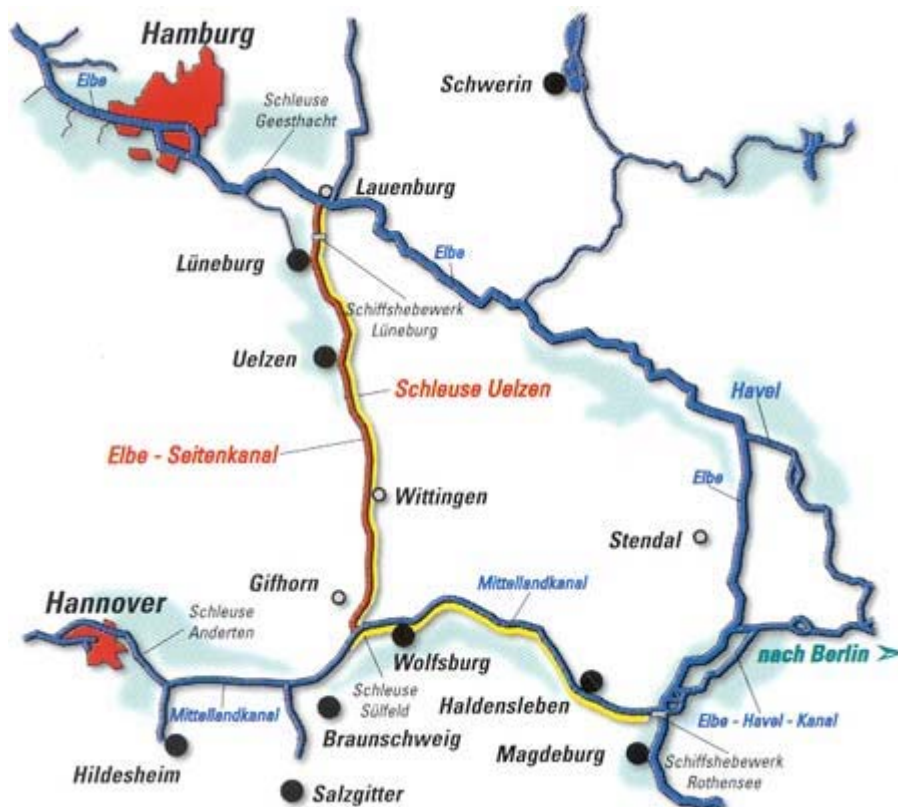 Hamburg
Elbe
Schleuse
Geesthacht
Schwerin
Lauenburg
Elbe
Lüneburg
Schiffshebewerk
Lüneburg
Uelzen
Schleuse Uelzen
Havel
Elbe - Seitenkanal
Elbe
Wittingen
Stendal
Gifhorn
Mittellandkanal
Hannover
Schleuse
Anderten
nach Berlin
Wolfsburg
Schleuse
Sülfeld
Haldensleben
Mittellandkanal
Elbe - Havel - Kanal
Braunschweig
Magdeburg
Schiffshebewerk
Rothensee
Hildesheim
Salzgitter